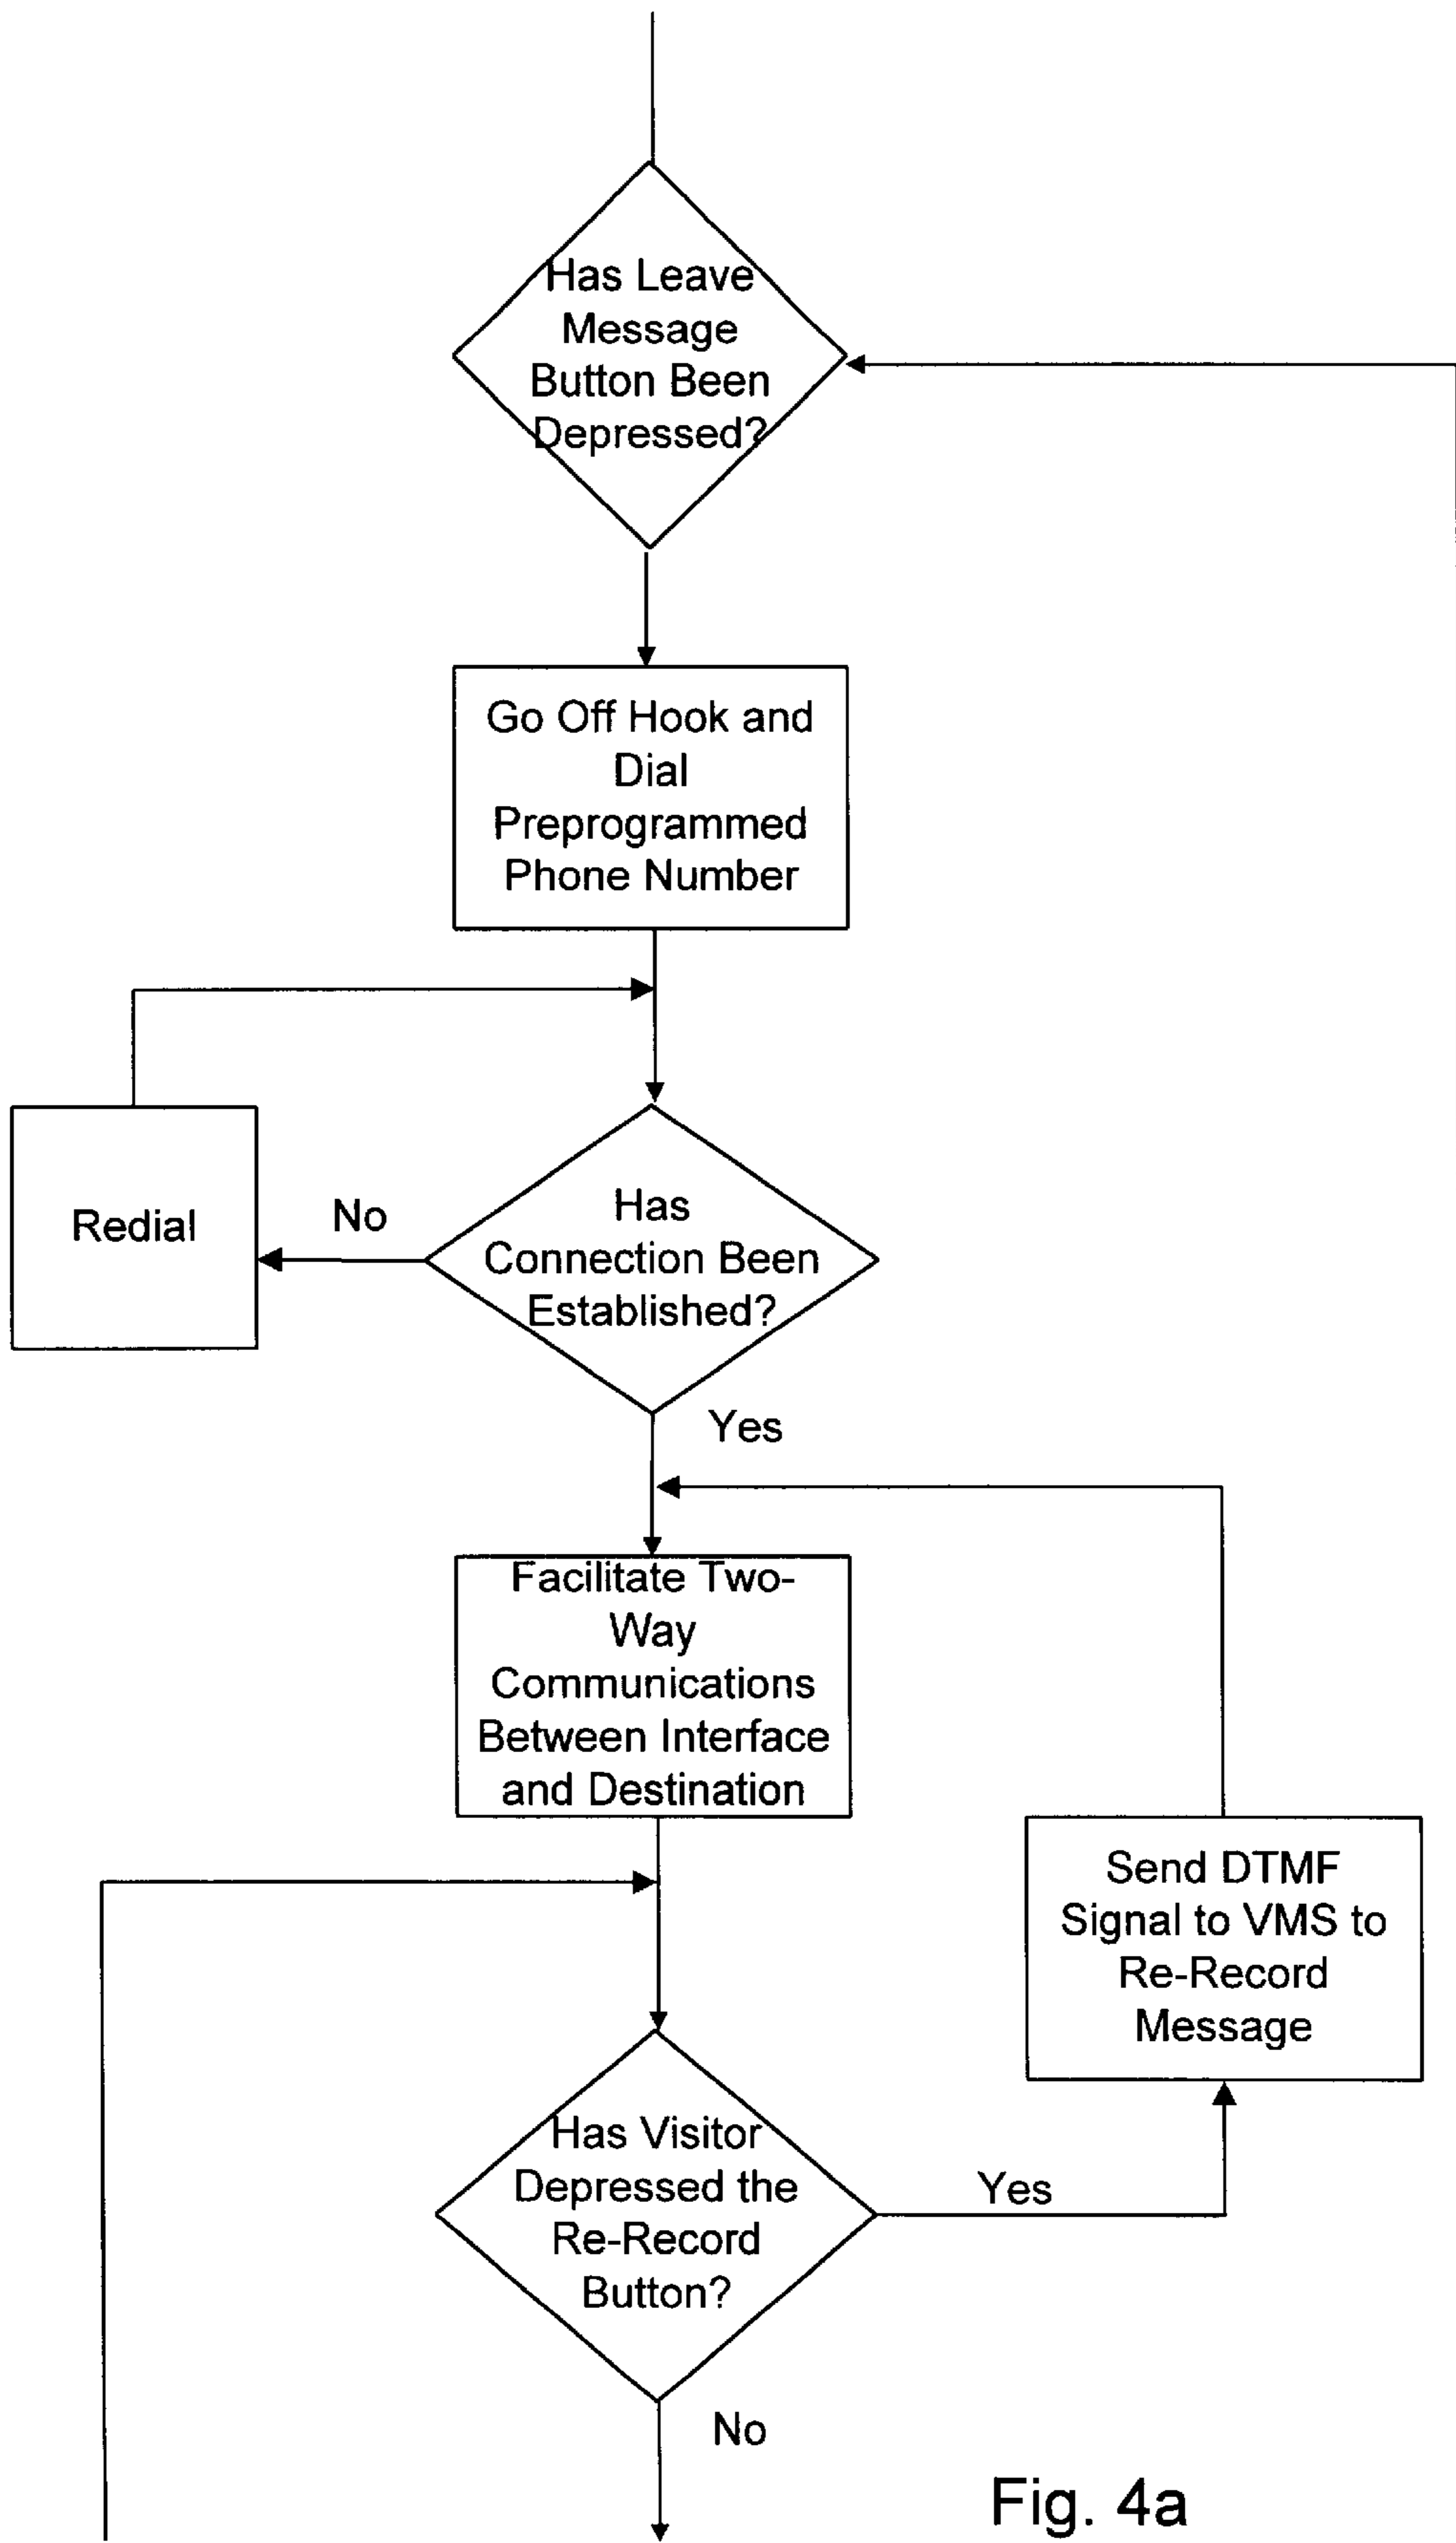 Has Leave
Message
Button Been
Depressed?
Go Off Hook and
Dial
Preprogrammed
Phone Number
Redial
No
Has
Connection Been
Established?
Yes
Facilitate Two-
Way
Communications
Between Interface
and Destination
Send DTMF
Signal to VMS to
Re-Record
Message
Has Visitor
Depressed the
Re-Record
Button?
Yes
No
Fig. 4a